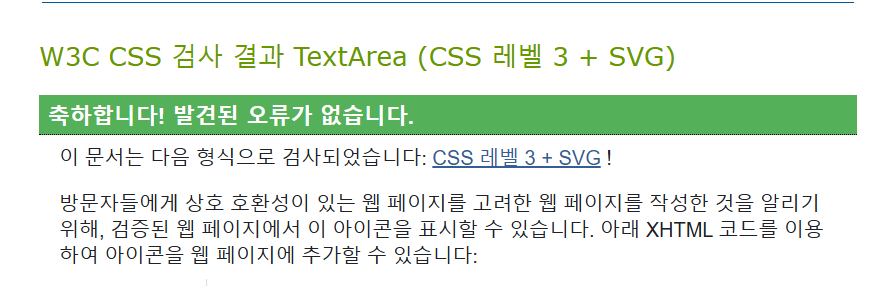 W3C CSS 검사 결과 TextArea (CSS 레벨 3 + SVG)
축하합니다! 발견된 오류가 없습니다.
이 문서는 다음 형식으로 검사되었습니다: CSS 레벨 3 + SVG !
방문자들에게 상호 호환성이 있는 웹 페이지를 고려한 웹 페이지를 작성한 것을 알리기
위해, 검증된 웹 페이지에서 이 아이콘을 표시할 수 있습니다. 아래 XHTML 코드를 이용
하여 아이콘을 웹 페이지에 추가할 수 있습니다: